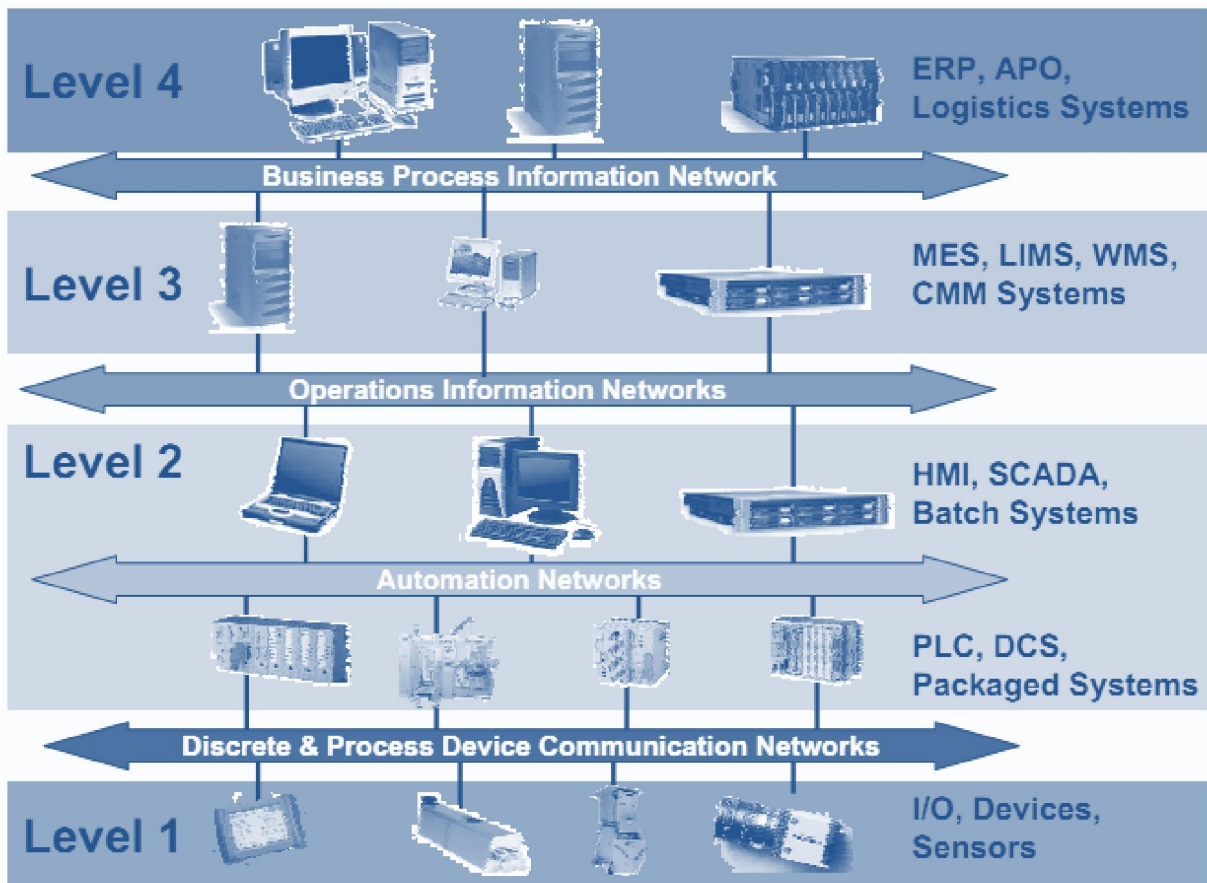 Level 4
ERP, APO,
Logistics Systems
Business Process Information Network
Level 3
MES, LIMS, WMS,
CMM Systems
Operations Information Networks
Level 2
HMI, SCADA,
Batch Systems
Automation Networks
PLC, DCS,
Packaged Systems
Discrete & Process Device Communication Networks
Level 1
I/O, Devices,
Sensors